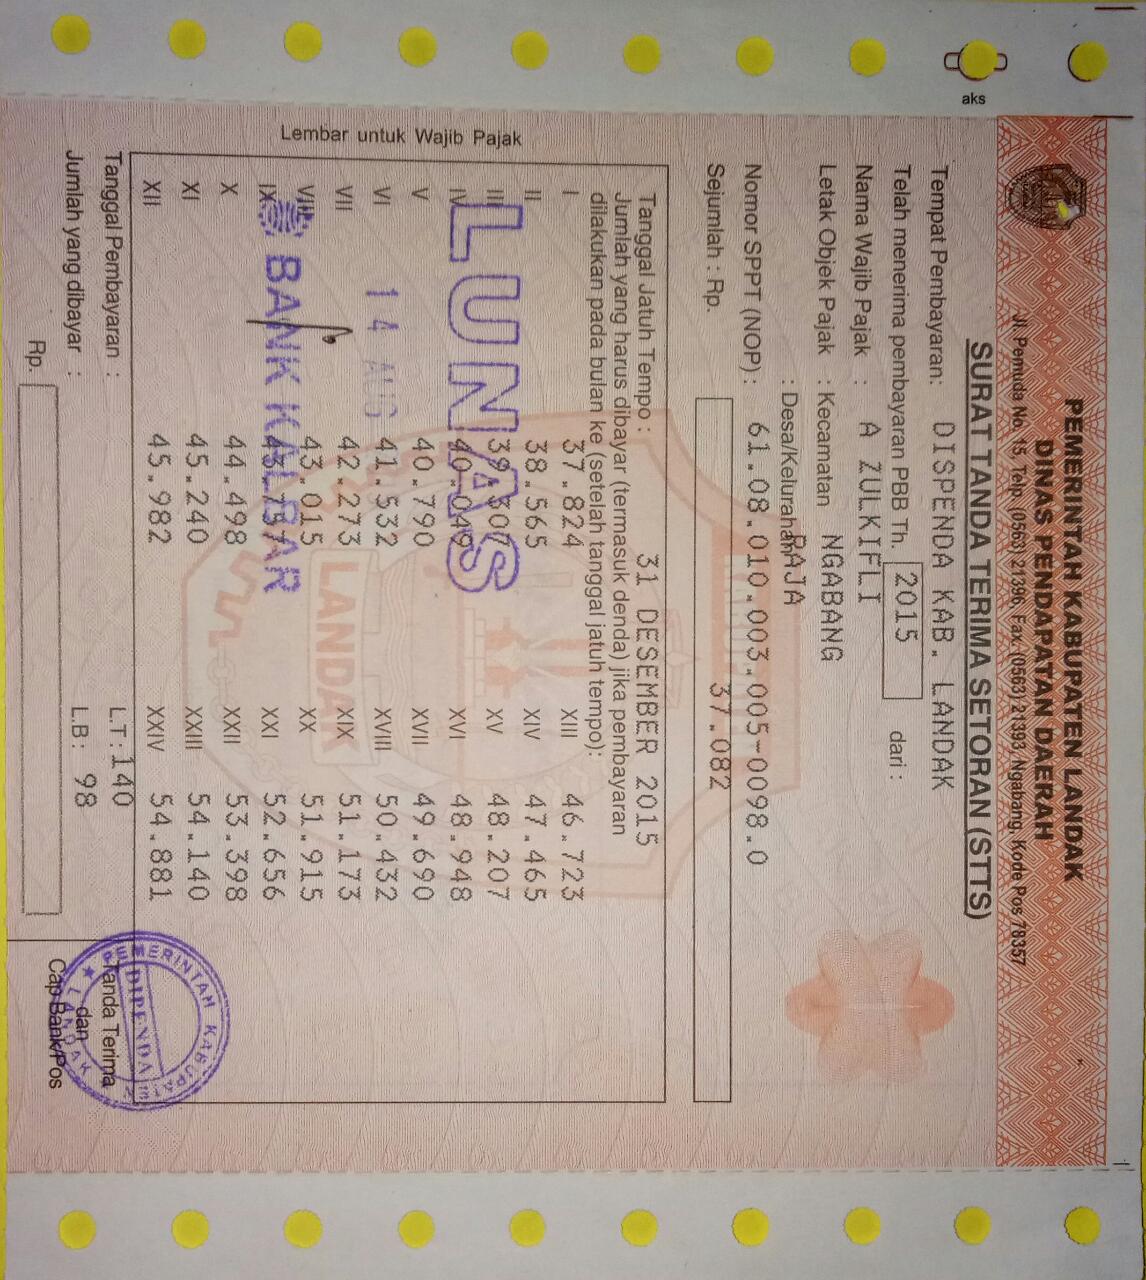 PEMERINTAH KABUPATEN LANDAK
DINAS PENDAPATAN DAERAH
Jl. Pemuda No. 15, Telp. (0563) 21396, Fax. (0563) 21393 Ngabang, Kode Pos 78357
SURAT TANDA TERIMA SETORAN (STTS)
aks
Tempat Pembayaran: DISPENDA KAB. LANDAK
Telah menerima pembayaran PBB Th. 2015 dari :
Nama Wajib Pajak : A ZULKIFLI
Letak Objek Pajak : Kecamatan NGABANG
: Desa/Kelurahan RAJA
Nomor SPPT (NOP) : 61.08.010.003.005-0098.0
Sejumlah : Rp. 37.082
Lembar untuk Wajib Pajak
Tanggal Jatuh Tempo : 31 DESEMBER 2015
Jumlah yang harus dibayar (termasuk denda) jika pembayaran
dilakukan pada bulan ke (setelah tanggal jatuh tempo):
I 37.824 XIII 46.723
II 38.565 XIV 47.465
III 39.307 XV 48.207
IV 40.049 XVI 48.948
V 40.790 XVII 49.690
VI 41.532 XVIII 50.432
VII 42.273 XIX 51.173
VIII 43.015 XX 51.915
IX 43.757 XXI 52.656
X 44.498 XXII 53.398
XI 45.240 XXIII 54.140
XII 45.982 XXIV 54.881
LUNAS
14 AUG
BANK KALBAR
LANDAK
Tanggal Pembayaran : L.T : 140
Jumlah yang dibayar : L.B : 98
Rp.
Tanda Terima
dan
Cap Bank/Pos
PEMERINTAH KABUPATEN
DIPENDA
LANDAK